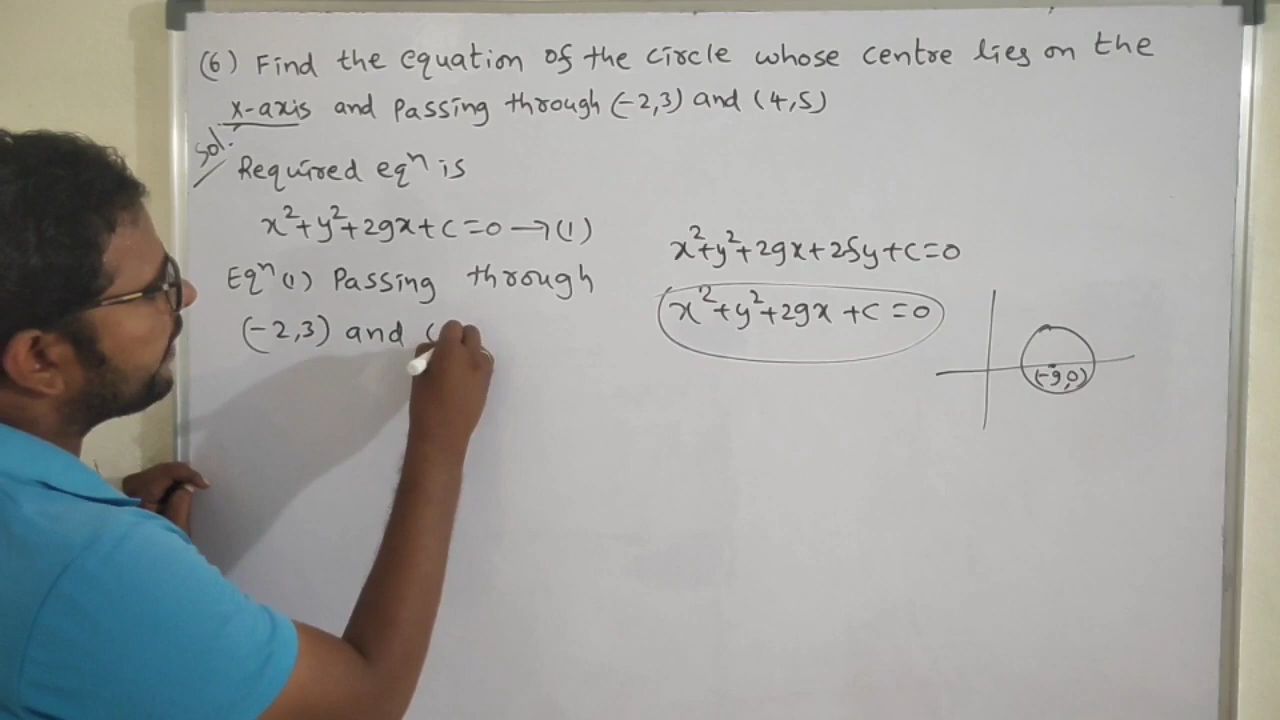 (6) Find the equation of the circle whose centre lies on the
x-axis and passing through (-2,3) and (4,5)
Sol:
Required eqⁿ is
x²+y²+2gx+c=0 →(1)
Eqⁿ (1) Passing through
(-2,3) and (
x²+y²+2gx+2fy+c=0
x²+y²+2gx+c=0
(-g,0)